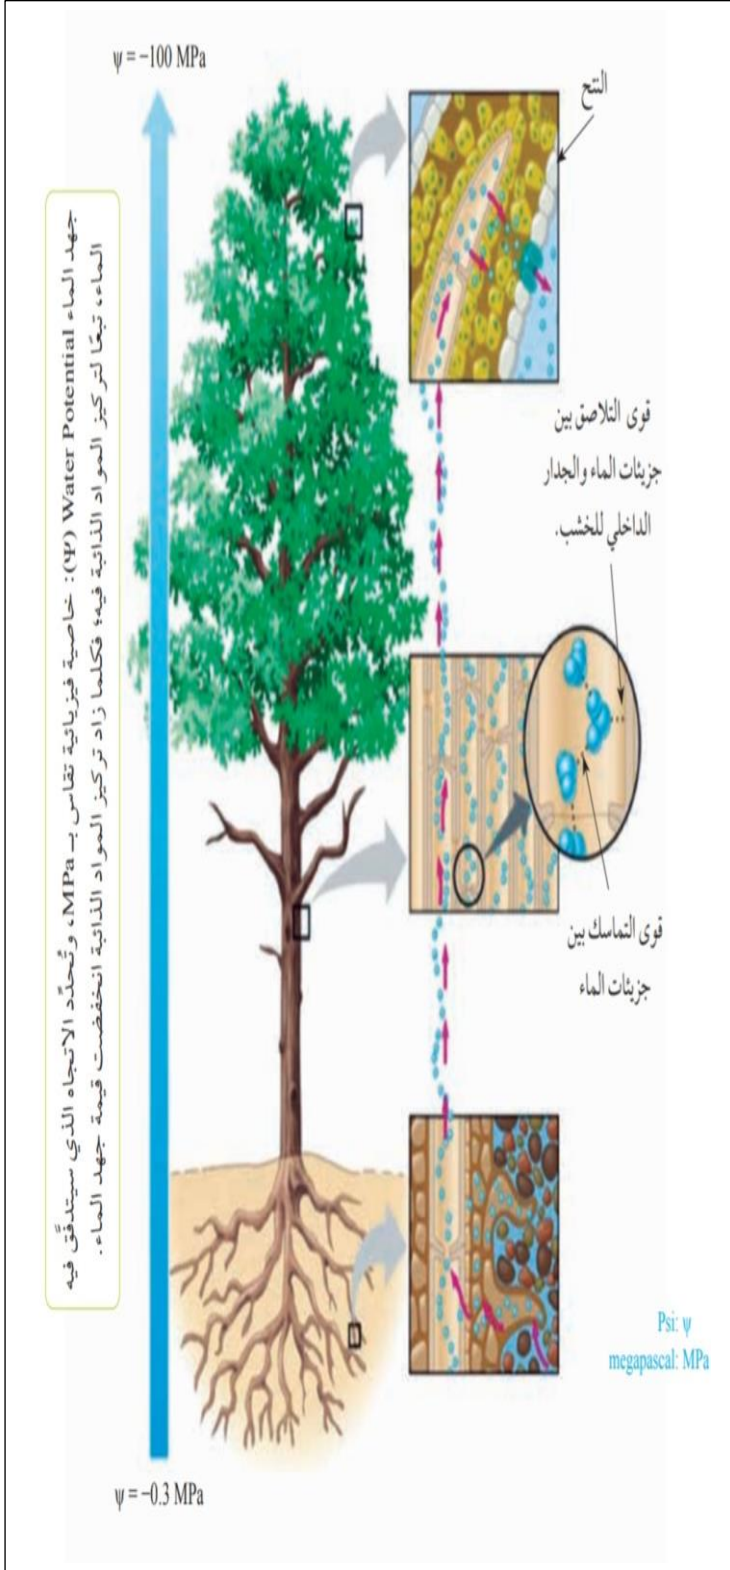 ψ = −100 MPa
النتح
قوى التلاصق بين
جزيئات الماء والجدار
الداخلي للخشب.
قوى التماسك بين
جزيئات الماء
جهد الماء Water Potential (Ψ): خاصية فيزيائية تقاس بـ MPa، وتُحدّد الاتجاه الذي سيتدفّق فيه
الماء، تبعًا لتركيز المواد الذائبة فيه؛ فكلما زاد تركيز المواد الذائبة انخفضت قيمة جهد الماء.
Psi: ψ
megapascal: MPa
ψ = −0.3 MPa